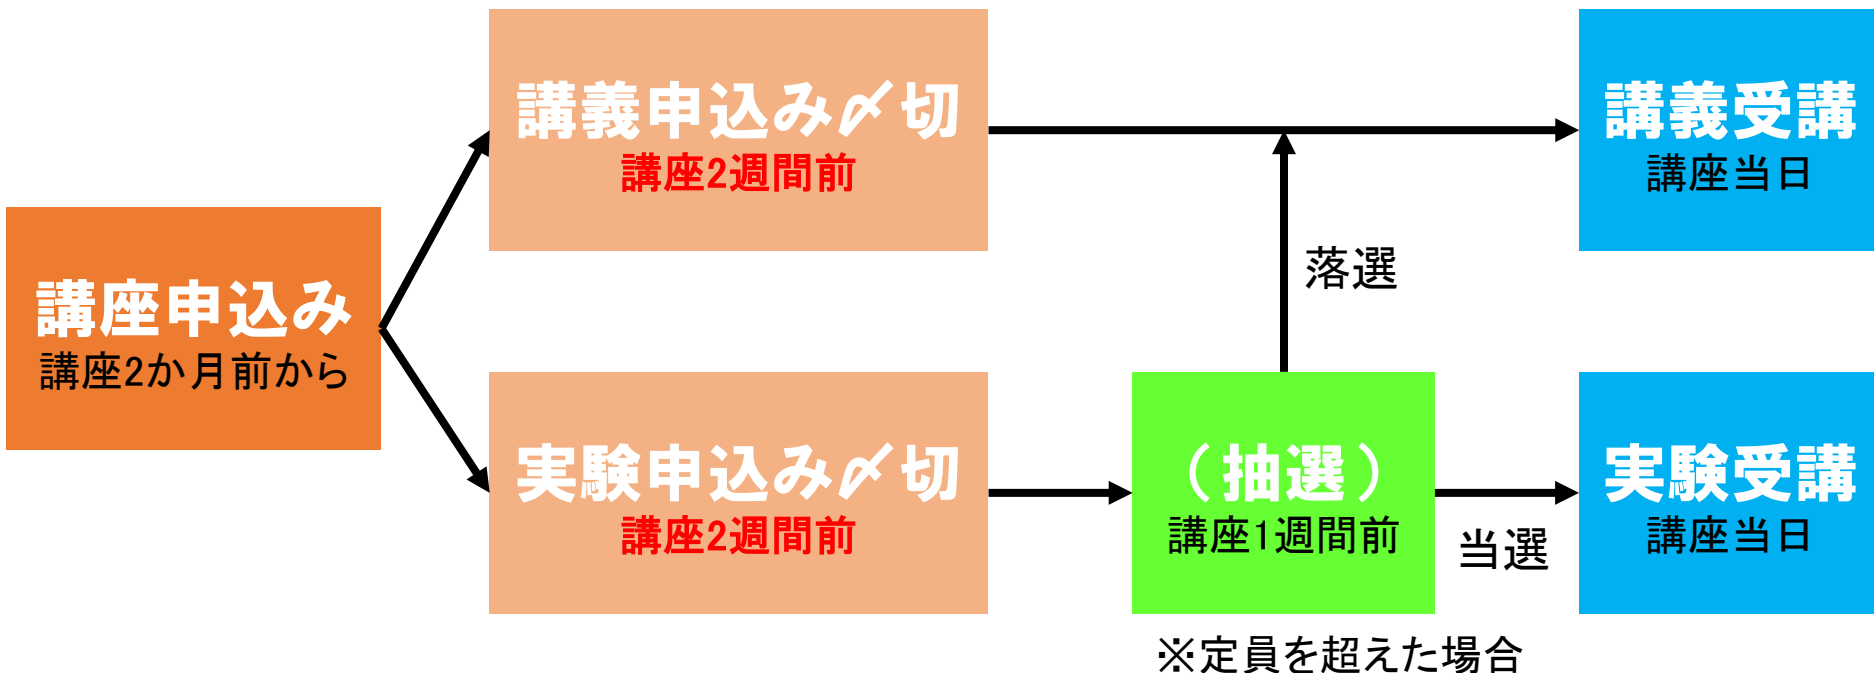 講座申込み
講座2か月前から
講義申込み〆切
講座2週間前
実験申込み〆切
講座2週間前
落選
(抽選)
講座1週間前
※定員を超えた場合
当選
講義受講
講座当日
実験受講
講座当日